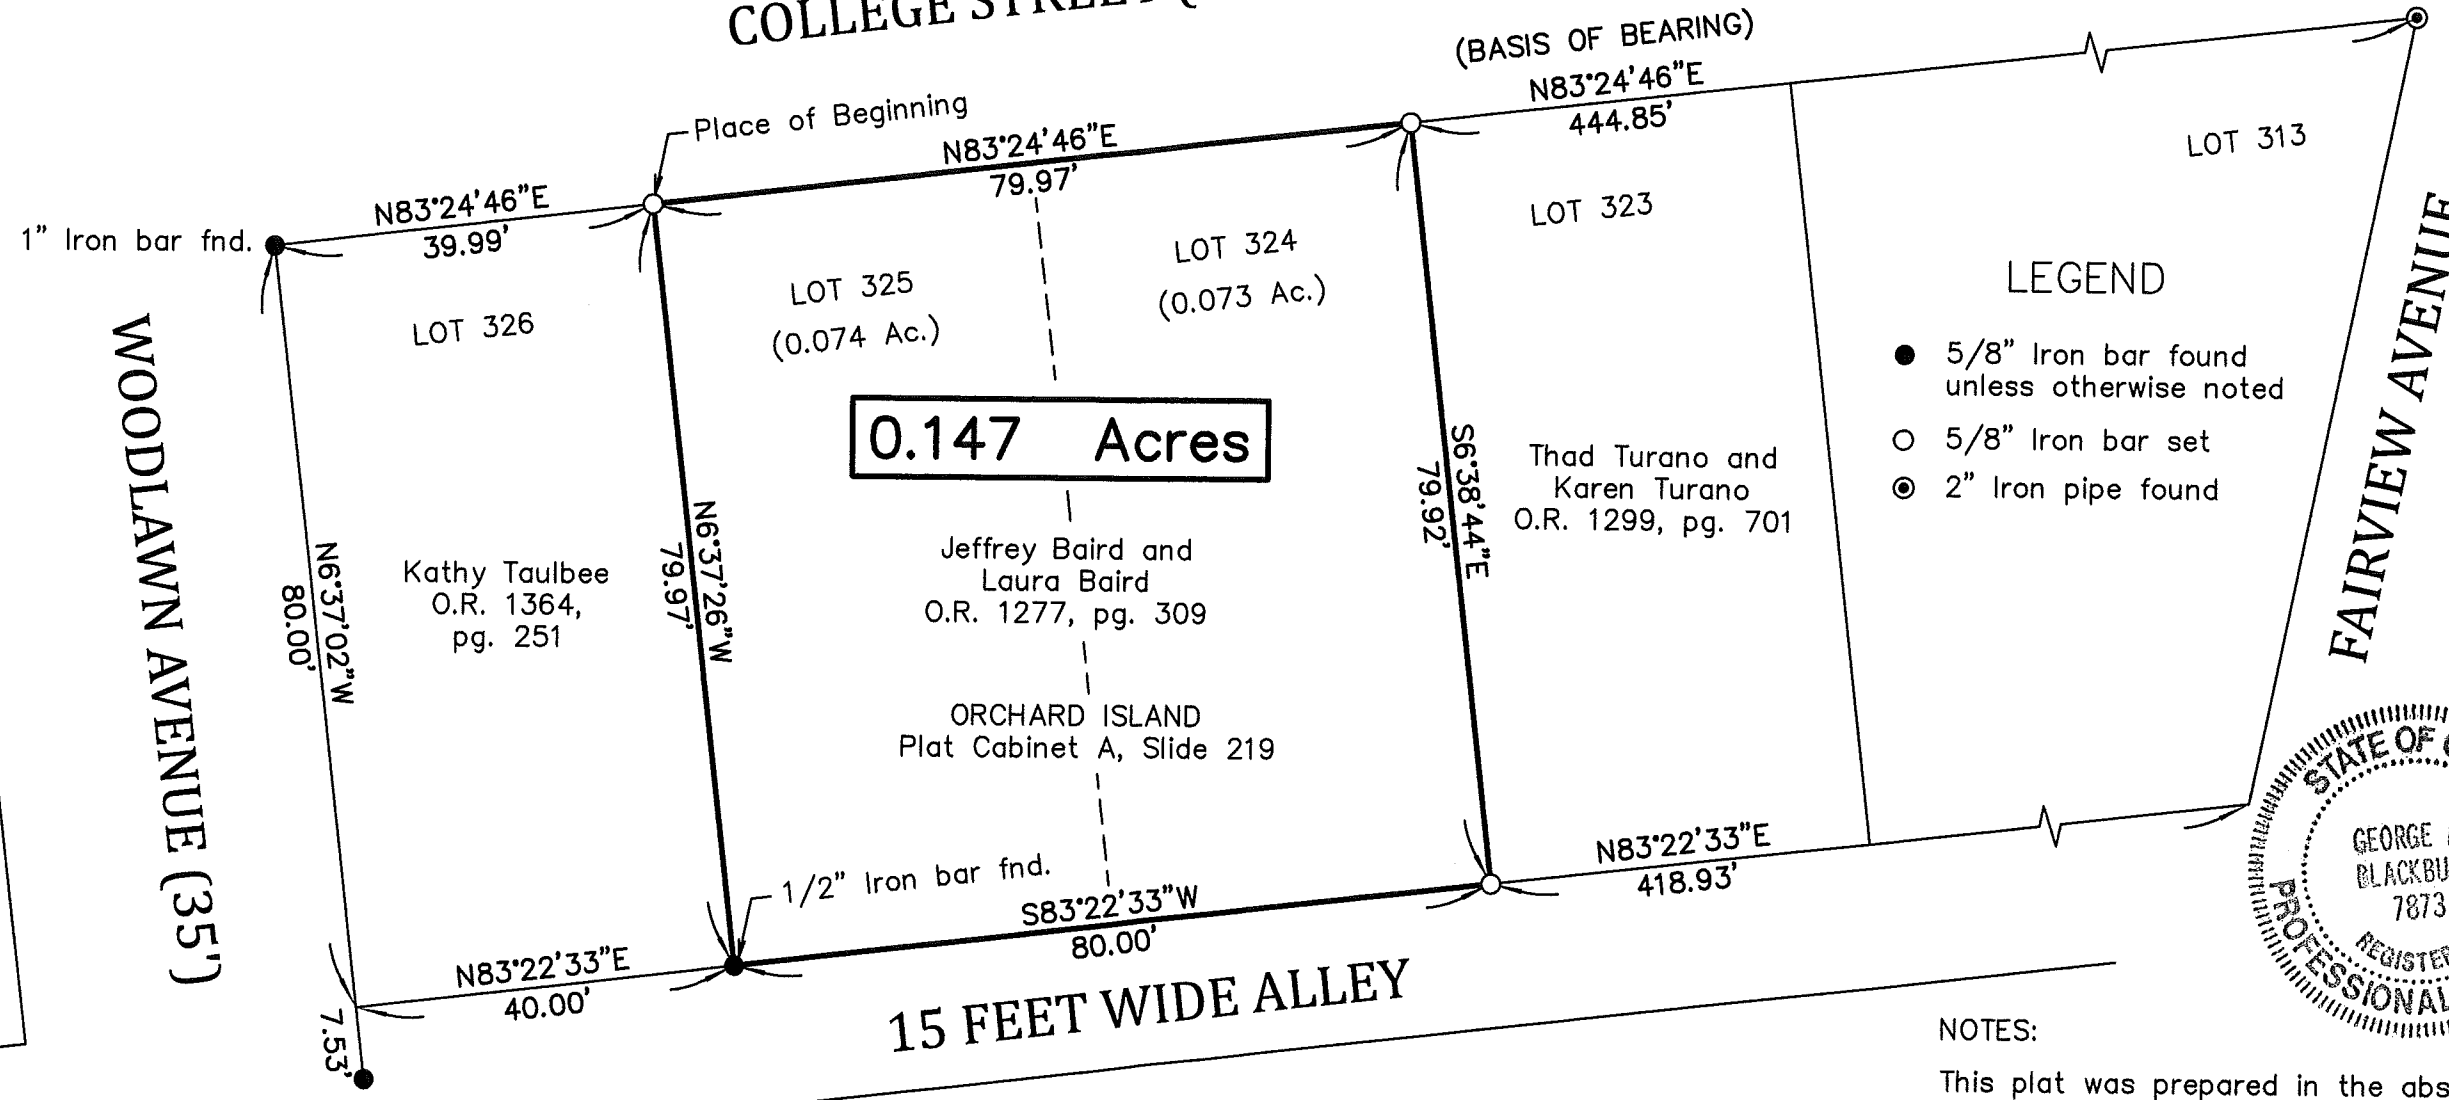 COLLEGE STREET (
(BASIS OF BEARING)
N83°24'46"E
444.85'
Place of Beginning
N83°24'46"E
79.97'
N83°24'46"E
39.99'
1" Iron bar fnd.
LOT 313
LOT 323
LOT 324
(0.073 Ac.)
LOT 325
(0.074 Ac.)
LOT 326
LEGEND
5/8" Iron bar found
unless otherwise noted
5/8" Iron bar set
2" Iron pipe found
FAIRVIEW AVENUE
WOODLAWN AVENUE (35')
0.147 Acres
S6°38'44"E
79.92'
Thad Turano and
Karen Turano
O.R. 1299, pg. 701
N6°37'26"W
79.97'
Jeffrey Baird and
Laura Baird
O.R. 1277, pg. 309
N6°37'02"W
80.00'
Kathy Taulbee
O.R. 1364,
pg. 251
ORCHARD ISLAND
Plat Cabinet A, Slide 219
1/2" Iron bar fnd.
S83°22'33"W
80.00'
N83°22'33"E
418.93'
N83°22'33"E
40.00'
7.53'
15 FEET WIDE ALLEY
STATE OF
GEORGE
BLACKBU
7873
REGISTER
PROFESSIONAL
NOTES:
This plat was prepared in the abs